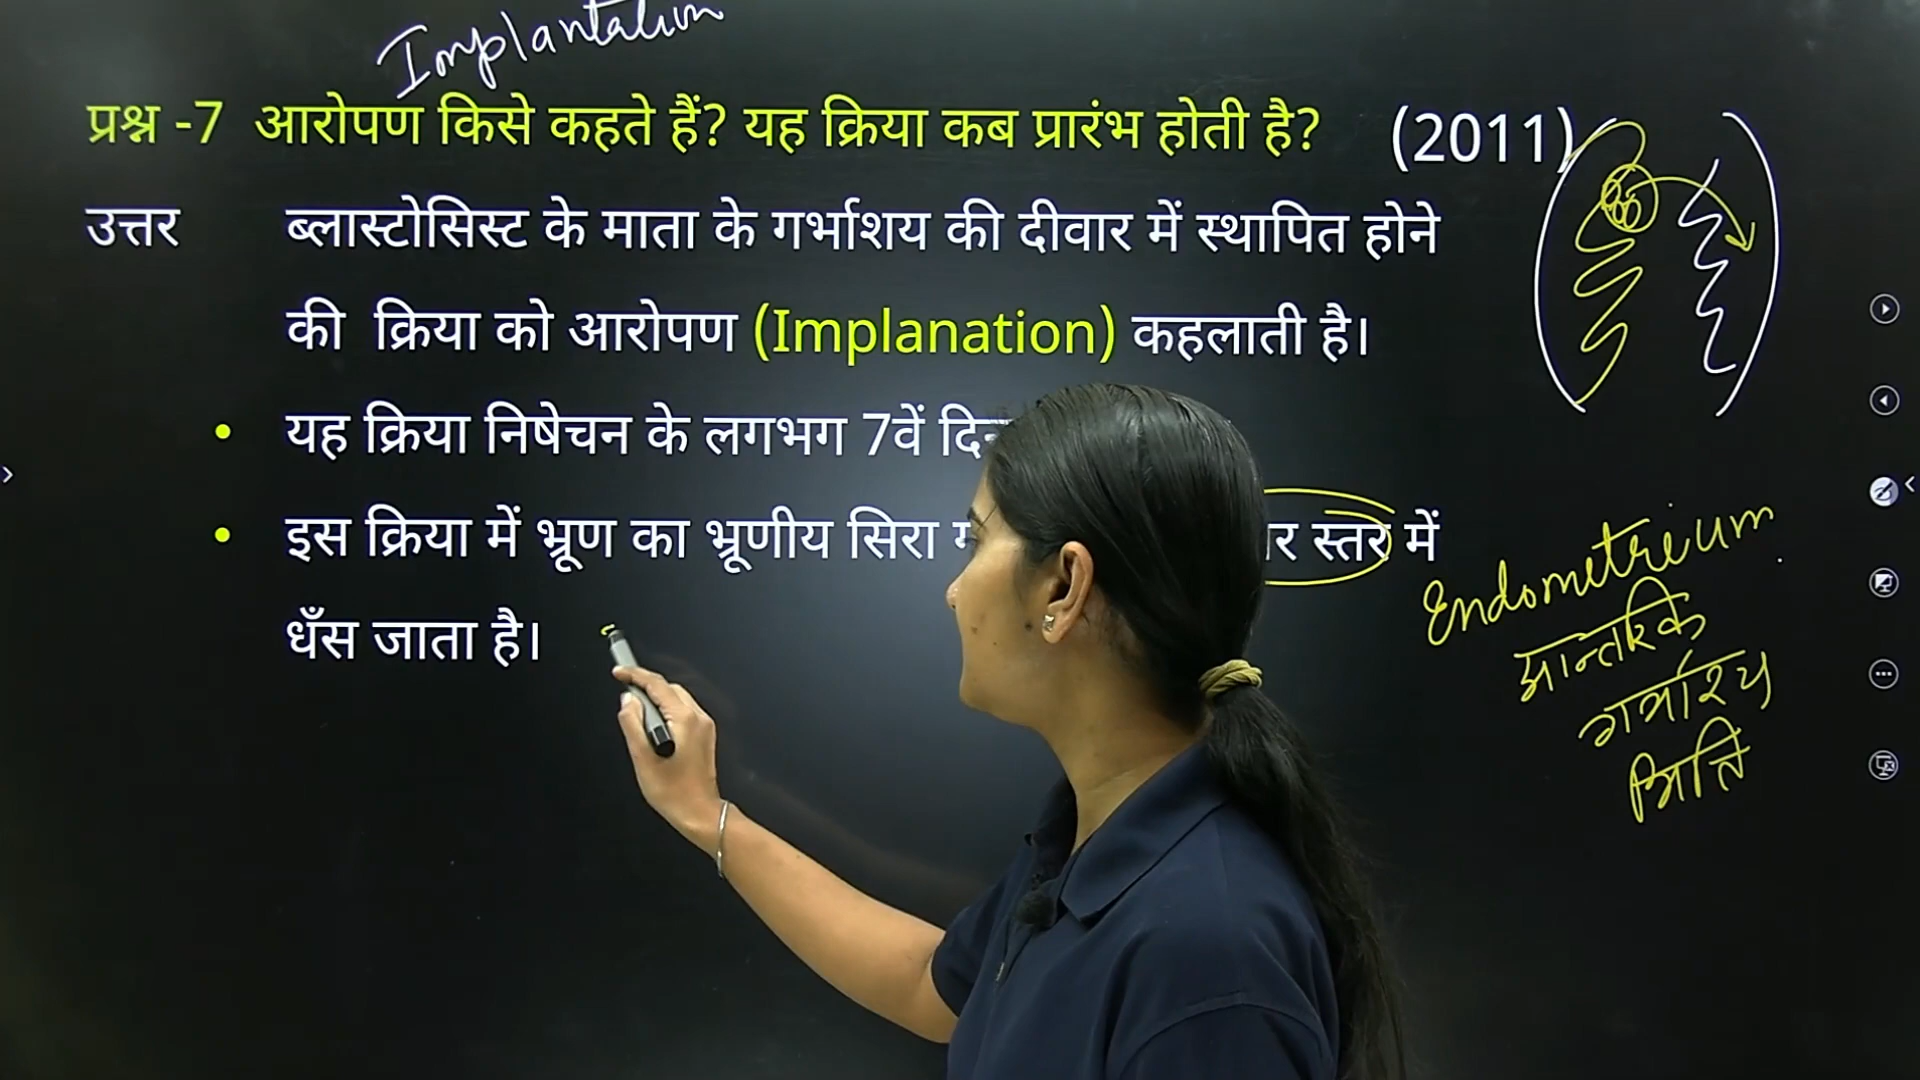 Implantation
प्रश्न -7 आरोपण किसे कहते हैं? यह क्रिया कब प्रारंभ होती है? (2011)
उत्तर ब्लास्टोसिस्ट के माता के गर्भाशय की दीवार में स्थापित होने
की क्रिया को आरोपण (Implanation) कहलाती है।
यह क्रिया निषेचन के लगभग 7वें
इस क्रिया में भ्रूण का भ्रूणीय सिरा स्तर में
धँस जाता है।
Endometrium
आन्तरिक
गर्भाशय
भित्ति